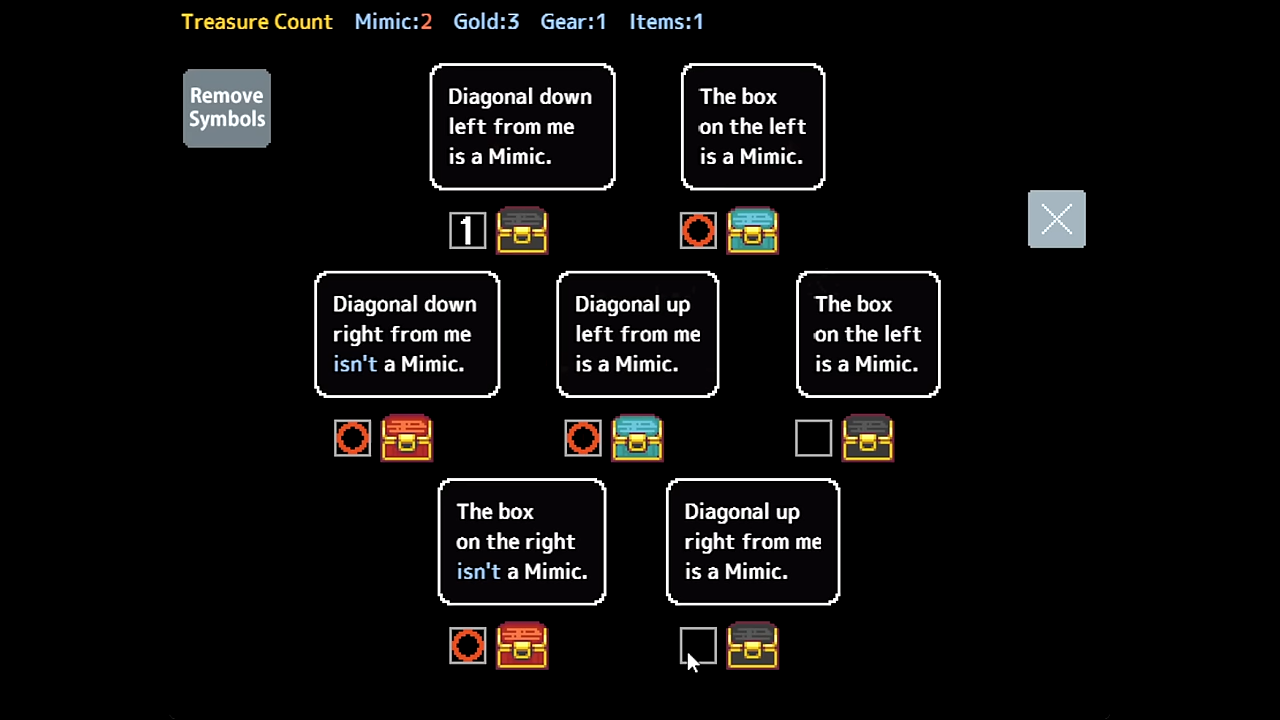 Treasure Count Mimic:2 Gold:3 Gear:1 Items:1
Remove
Symbols
Diagonal down
left from me
is a Mimic.
The box
on the left
is a Mimic.
1
Diagonal down
right from me
isn't a Mimic.
Diagonal up
left from me
is a Mimic.
The box
on the left
is a Mimic.
The box
on the right
isn't a Mimic.
Diagonal up
right from me
is a Mimic.